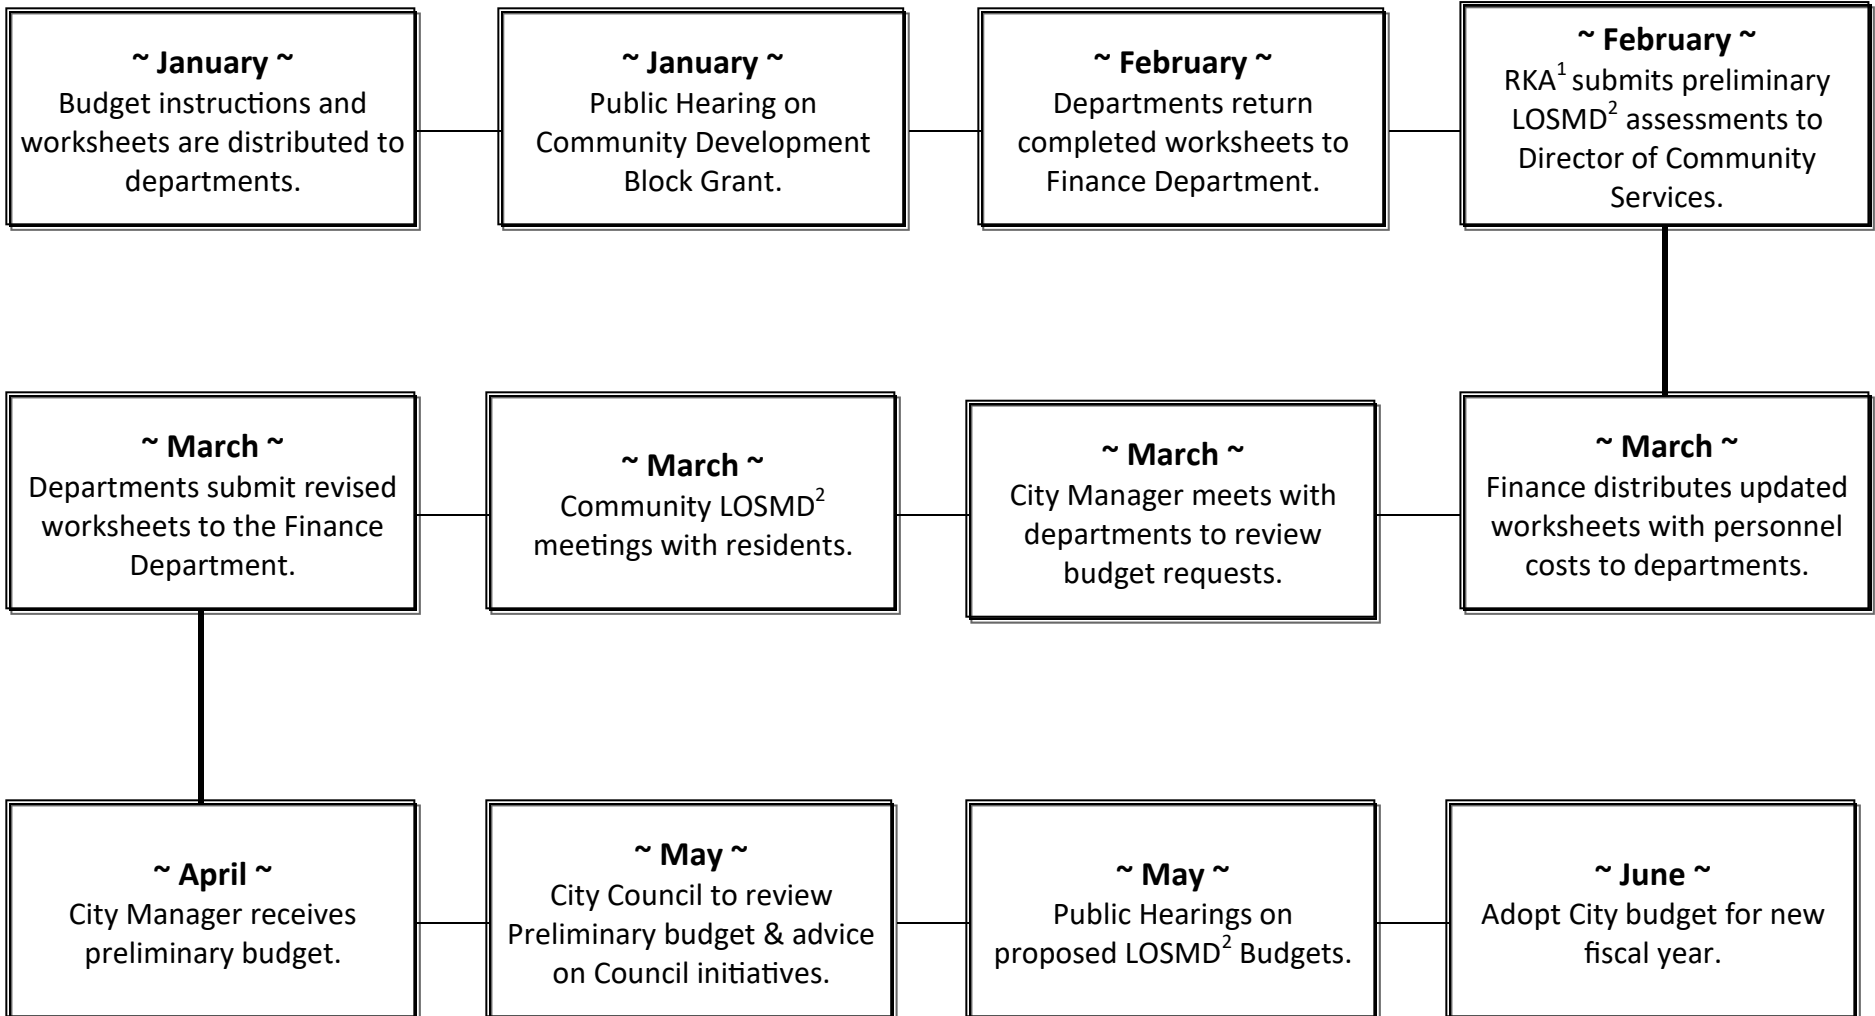 ~ January ~
Budget instructions and
worksheets are distributed to
departments.
~ January ~
Public Hearing on
Community Development
Block Grant.
~ February ~
Departments return
completed worksheets to
Finance Department.
~ February ~
RKA¹ submits preliminary
LOSMD² assessments to
Director of Community
Services.
~ March ~
Departments submit revised
worksheets to the Finance
Department.
~ March ~
Community LOSMD²
meetings with residents.
~ March ~
City Manager meets with
departments to review
budget requests.
~ March ~
Finance distributes updated
worksheets with personnel
costs to departments.
~ April ~
City Manager receives
preliminary budget.
~ May ~
City Council to review
Preliminary budget & advice
on Council initiatives.
~ May ~
Public Hearings on
proposed LOSMD² Budgets.
~ June ~
Adopt City budget for new
fiscal year.